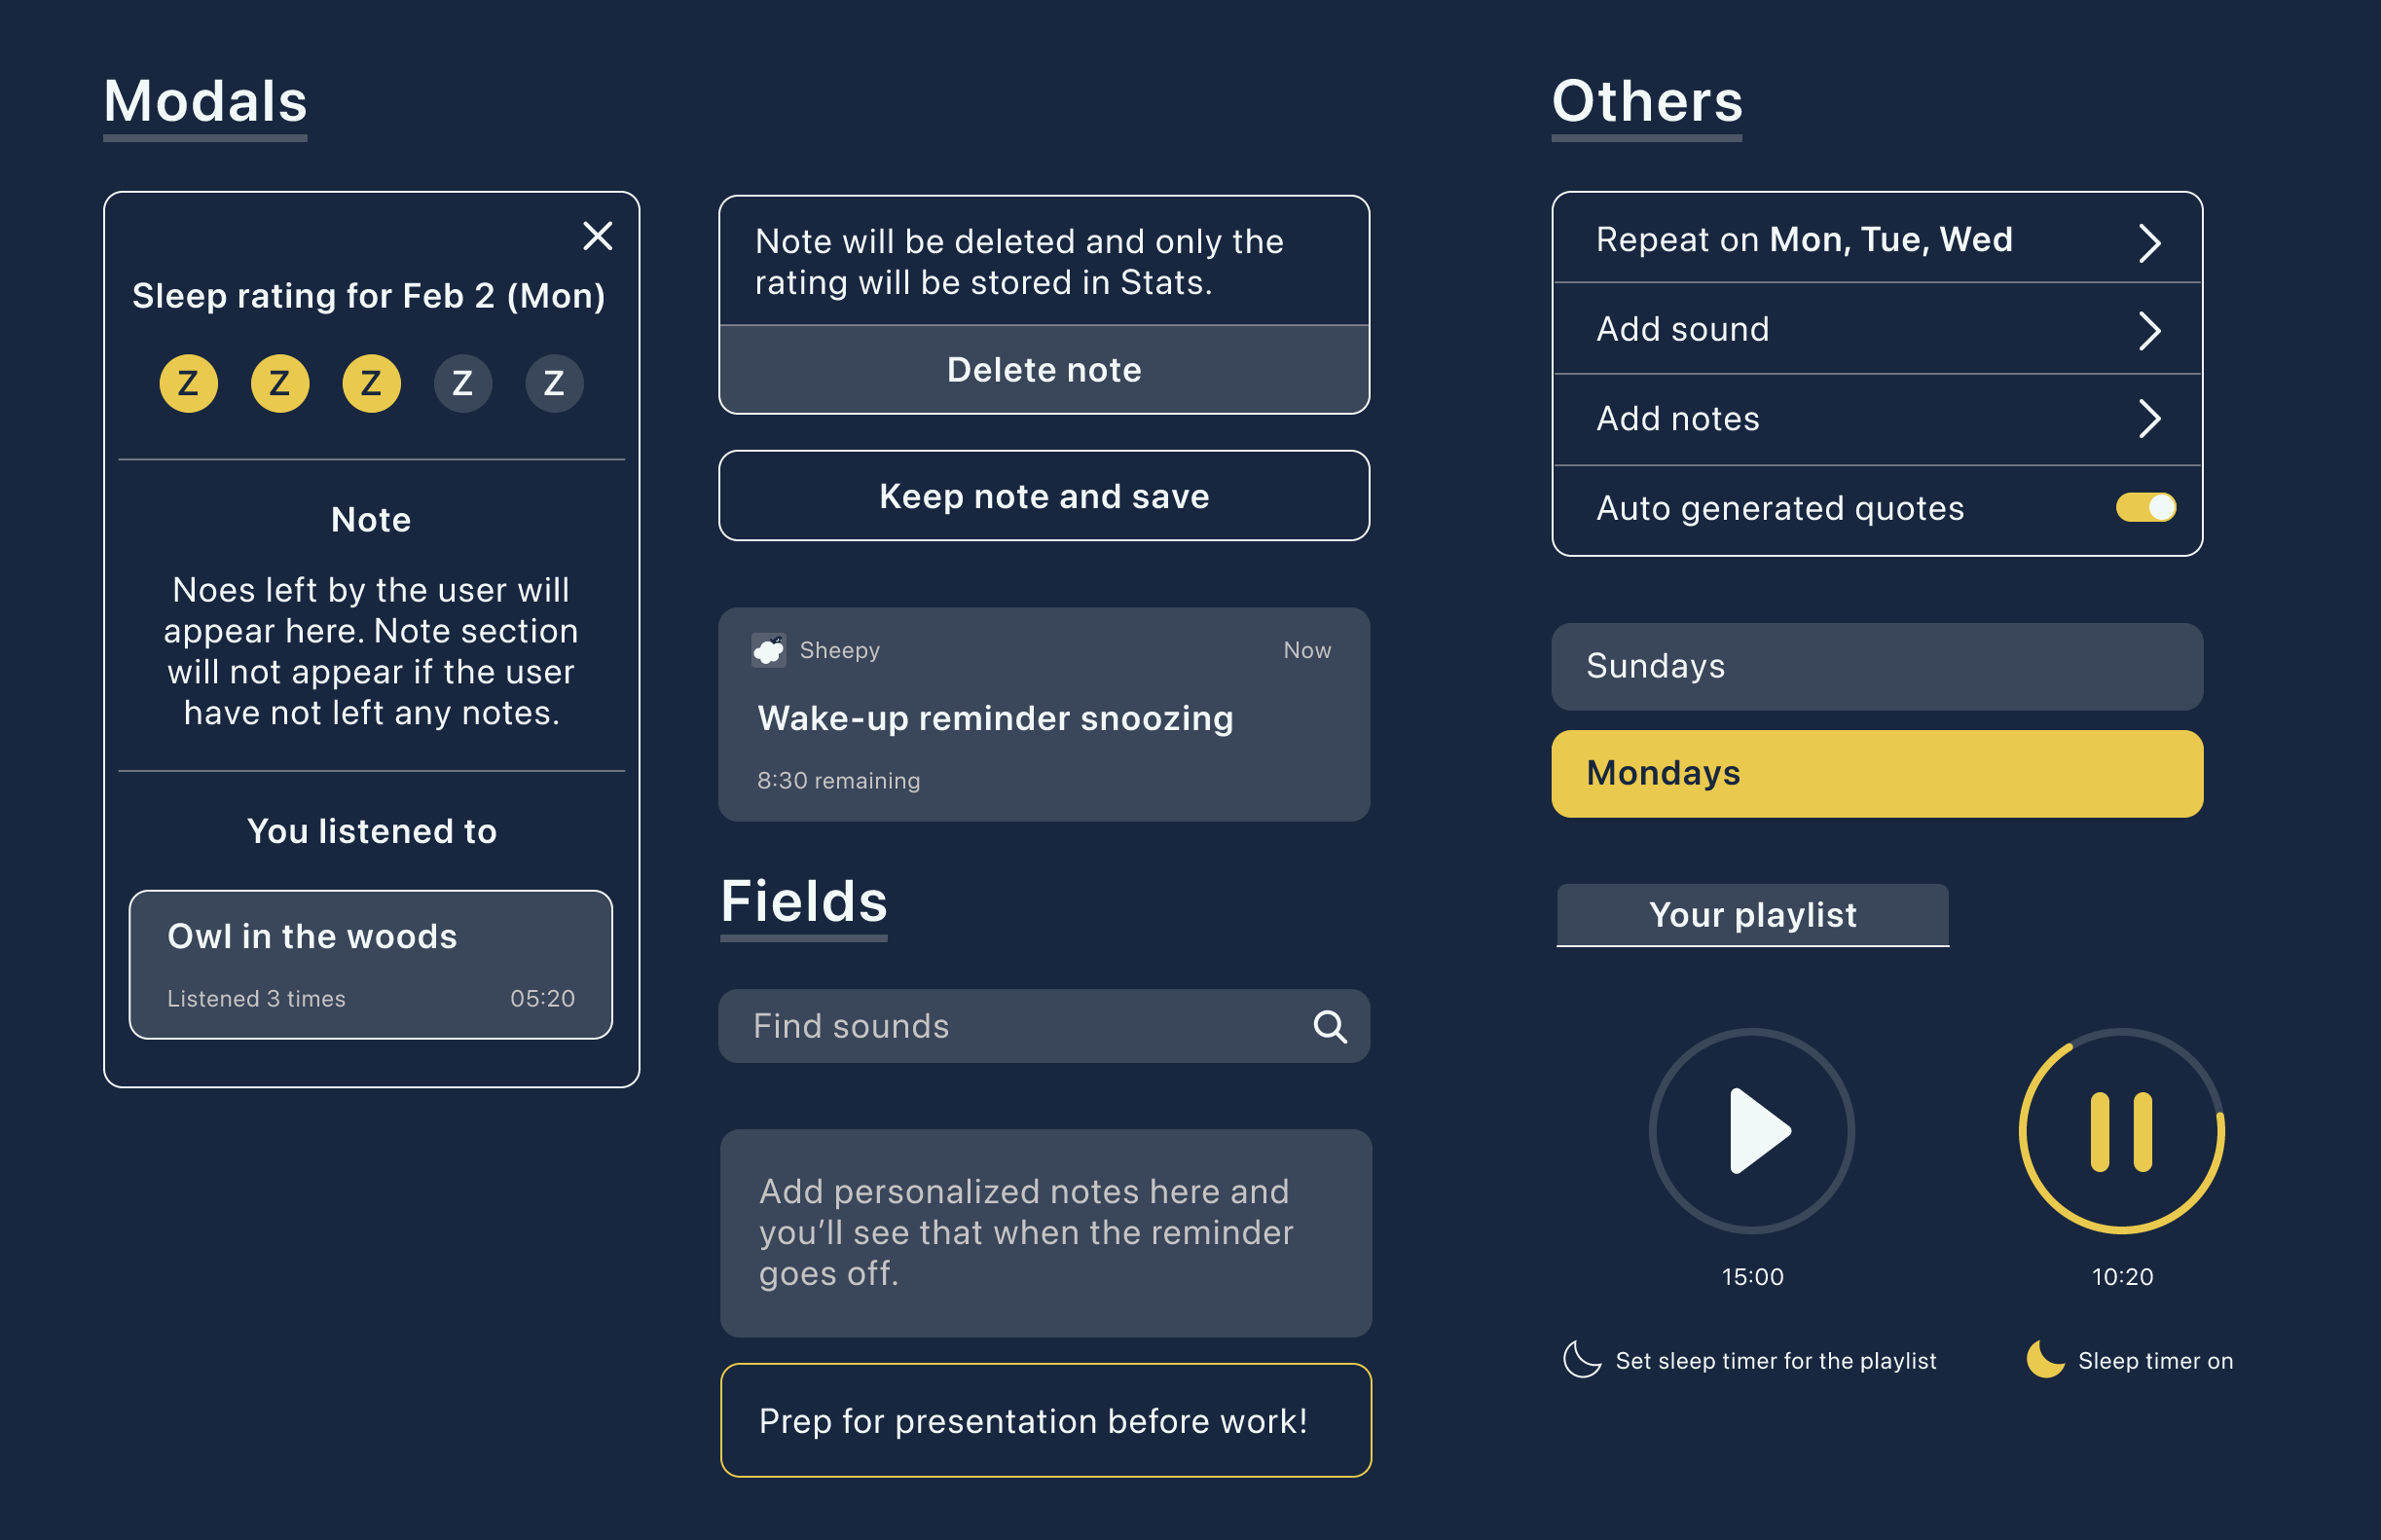 Modals
Sleep rating for Feb 2 (Mon)
Z Z Z Z Z
Note
Noes left by the user will
appear here. Note section
will not appear if the user
have not left any notes.
You listened to
Owl in the woods
Listened 3 times 05:20
Note will be deleted and only the
rating will be stored in Stats.
Delete note
Keep note and save
Sheepy Now
Wake-up reminder snoozing
8:30 remaining
Fields
Find sounds
Add personalized notes here and
you’ll see that when the reminder
goes off.
Prep for presentation before work!
Others
Repeat on Mon, Tue, Wed
Add sound
Add notes
Auto generated quotes
Sundays
Mondays
Your playlist
15:00
Set sleep timer for the playlist
10:20
Sleep timer on